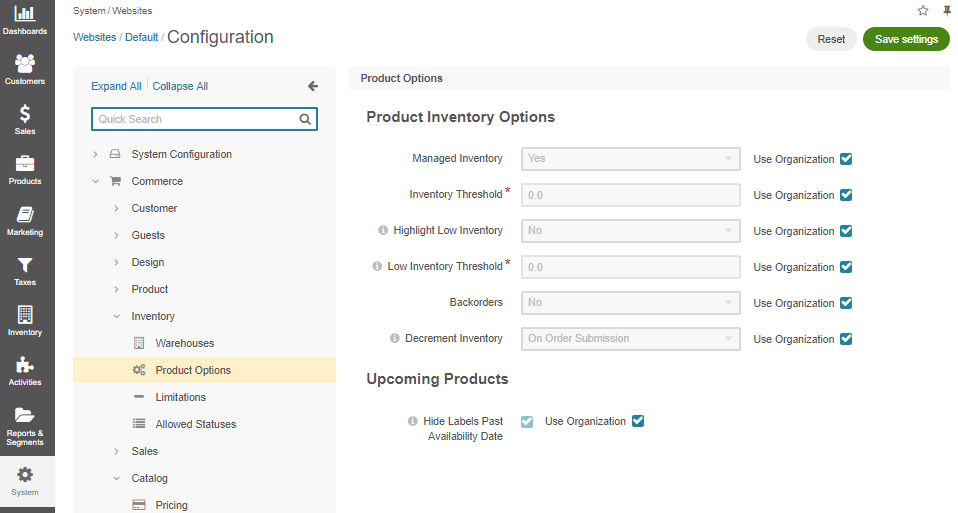 Dashboards
Customers
Sales
Products
Marketing
Taxes
Inventory
Activities
Reports &
Segments
System
System / Websites
Websites / Default / Configuration
Reset
Save settings
Expand All
Collapse All
Quick Search
System Configuration
Commerce
Customer
Guests
Design
Product
Inventory
Warehouses
Product Options
Limitations
Allowed Statuses
Sales
Catalog
Pricing
Product Options
Product Inventory Options
Managed Inventory Yes Use Organization
Inventory Threshold * 0.0 Use Organization
Highlight Low Inventory No Use Organization
Low Inventory Threshold * 0.0 Use Organization
Backorders No Use Organization
Decrement Inventory On Order Submission Use Organization
Upcoming Products
Hide Labels Past Use Organization
Availability Date